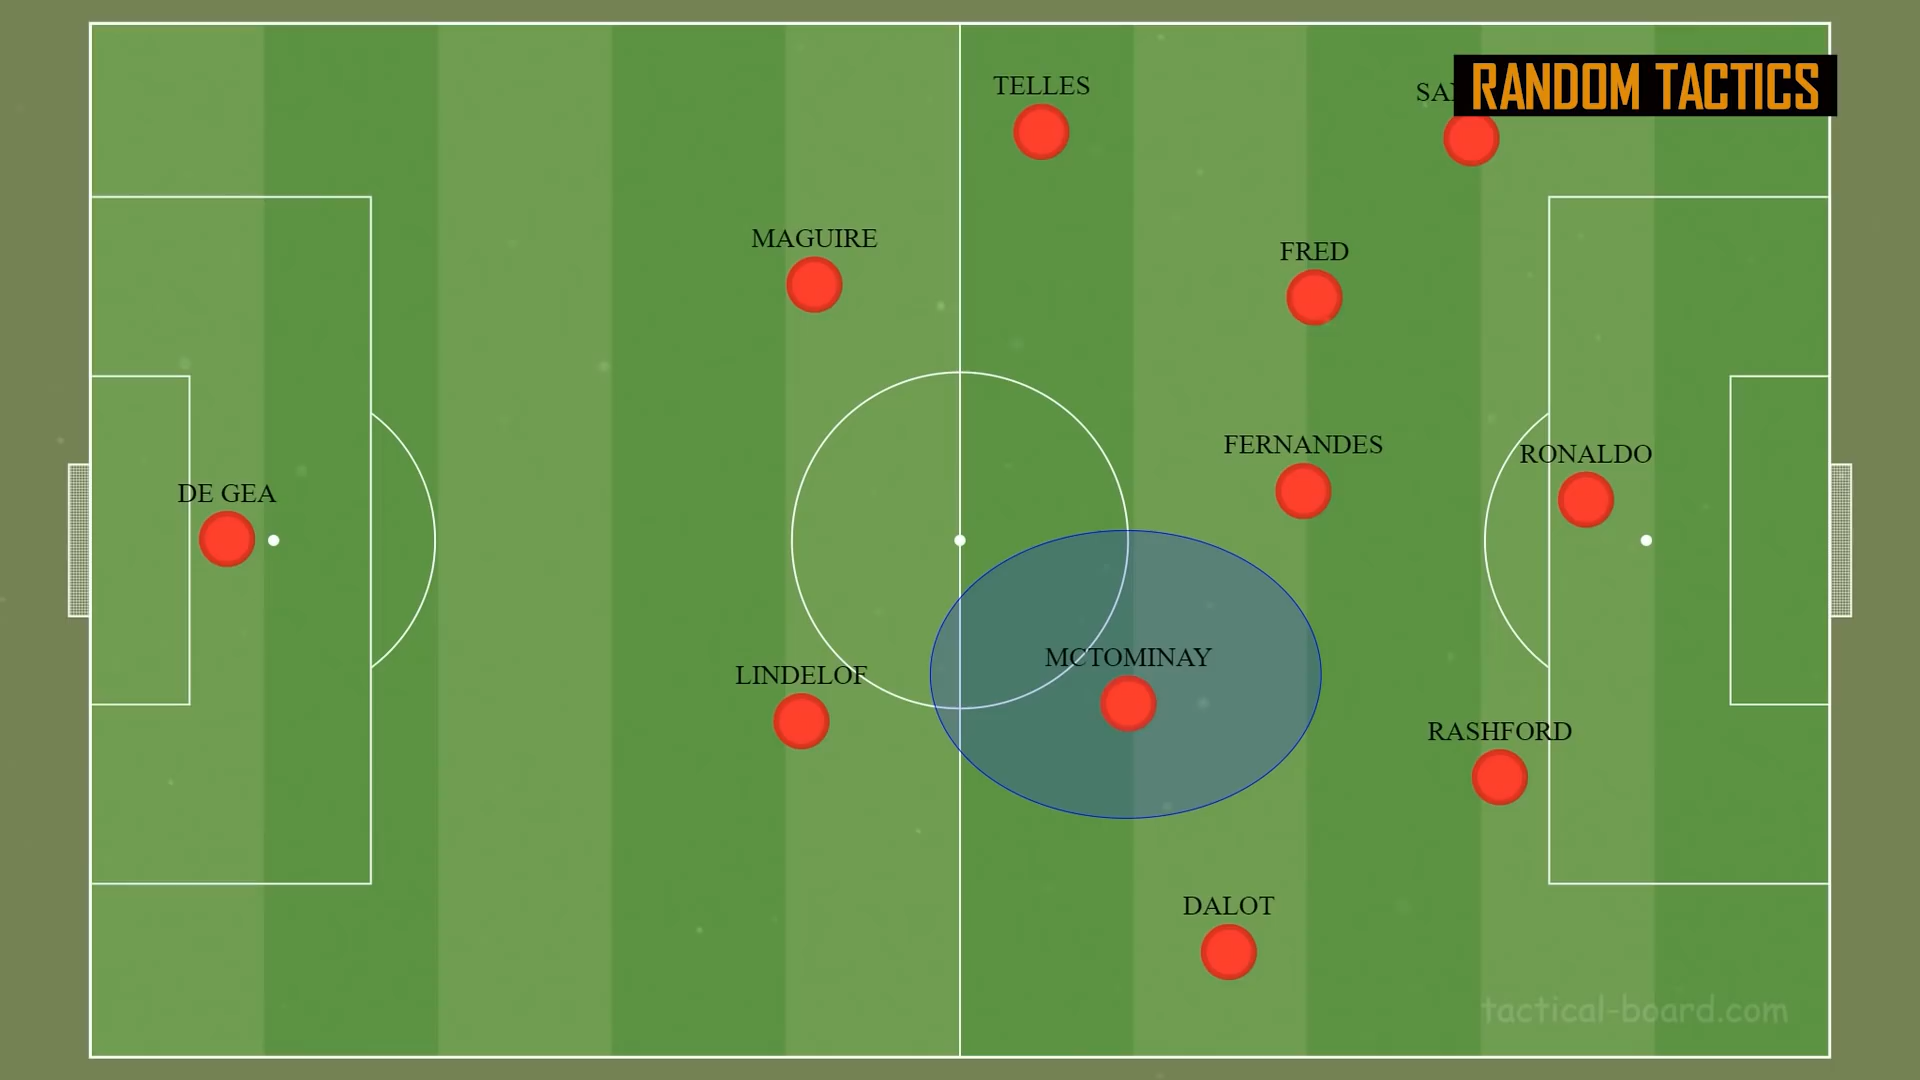 TELLES
RANDOM TACTICS
MAGUIRE
FRED
FERNANDES
RONALDO
DE GEA
MCTOMINAY
LINDELOF
RASHFORD
DALOT
tactical-board.com